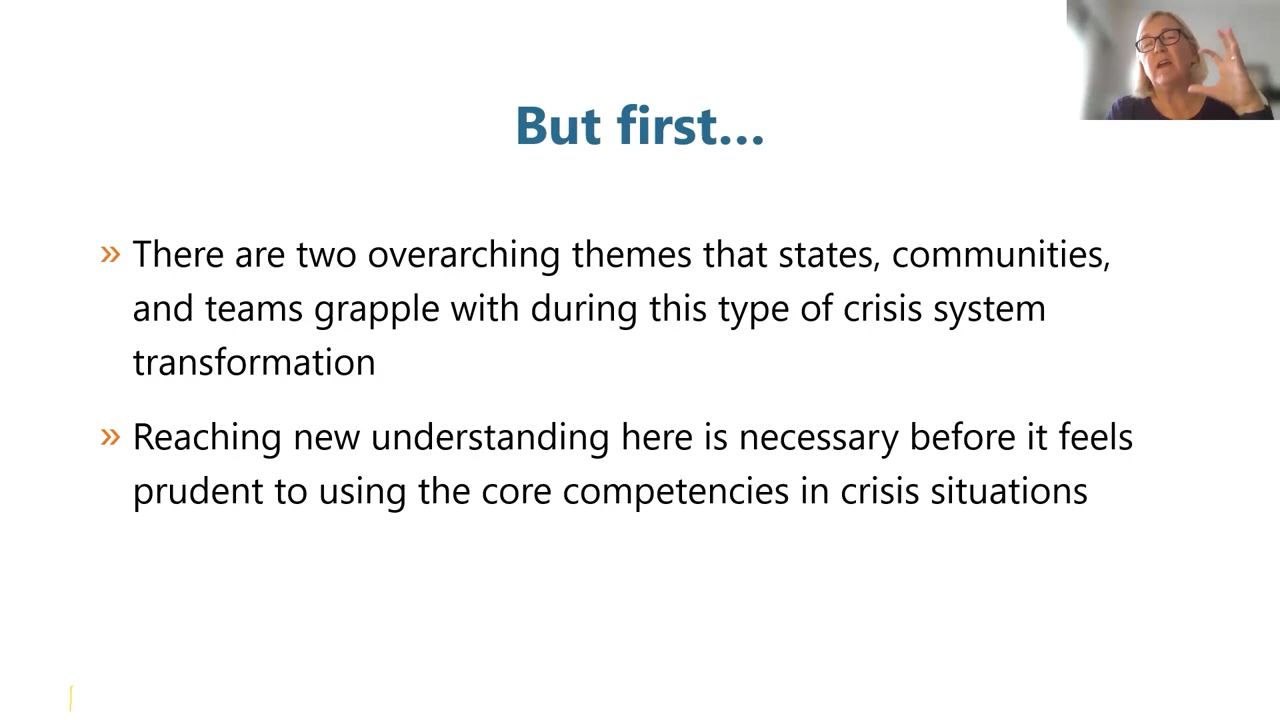 But first...
» There are two overarching themes that states, communities,
and teams grapple with during this type of crisis system
transformation
» Reaching new understanding here is necessary before it feels
prudent to using the core competencies in crisis situations